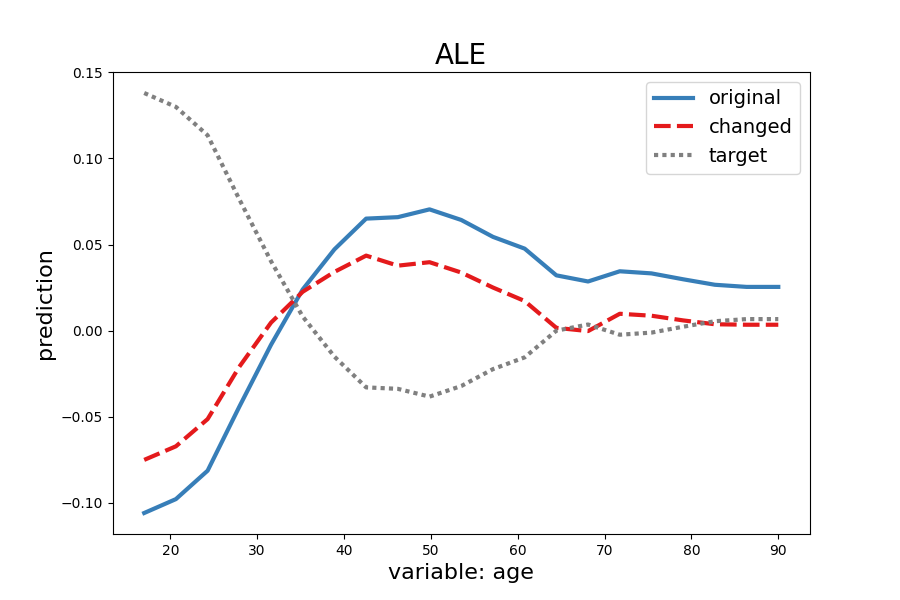 ALE
original
changed
target
prediction
0.15
0.10
0.05
0.00
−0.05
−0.10
20 30 40 50 60 70 80 90
variable: age